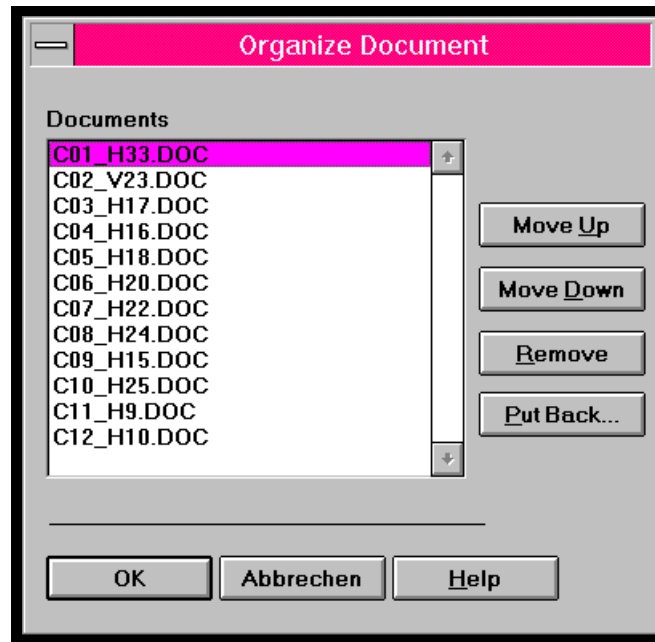 Organize Document
Documents
C01_H33.DOC
C02_V23.DOC
C03_H17.DOC
C04_H16.DOC
C05_H18.DOC
C06_H20.DOC
C07_H22.DOC
C08_H24.DOC
C09_H15.DOC
C10_H25.DOC
C11_H9.DOC
C12_H10.DOC
Move Up
Move Down
Remove
Put Back...
OK Abbrechen Help